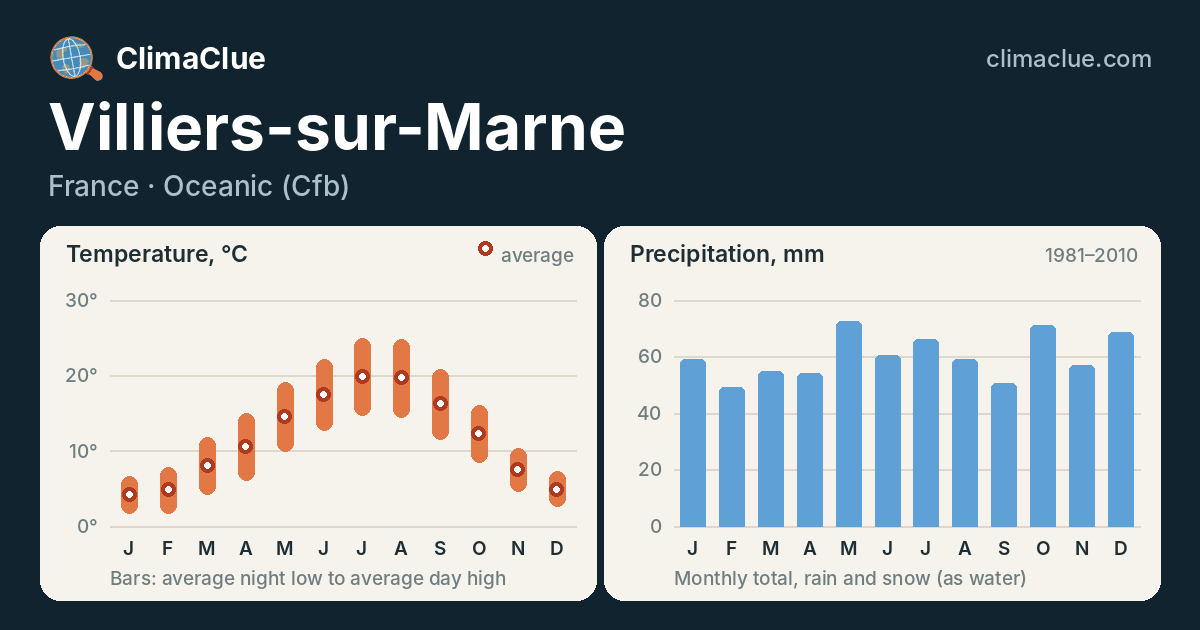 ClimaClue
climaclue.com
Villiers-sur-Marne
France · Oceanic (Cfb)
Temperature, °C
average
30°
20°
10°
0°
J F M A M J J A S O N D
Bars: average night low to average day high
Precipitation, mm
1981–2010
80
60
40
20
0
J F M A M J J A S O N D
Monthly total, rain and snow (as water)